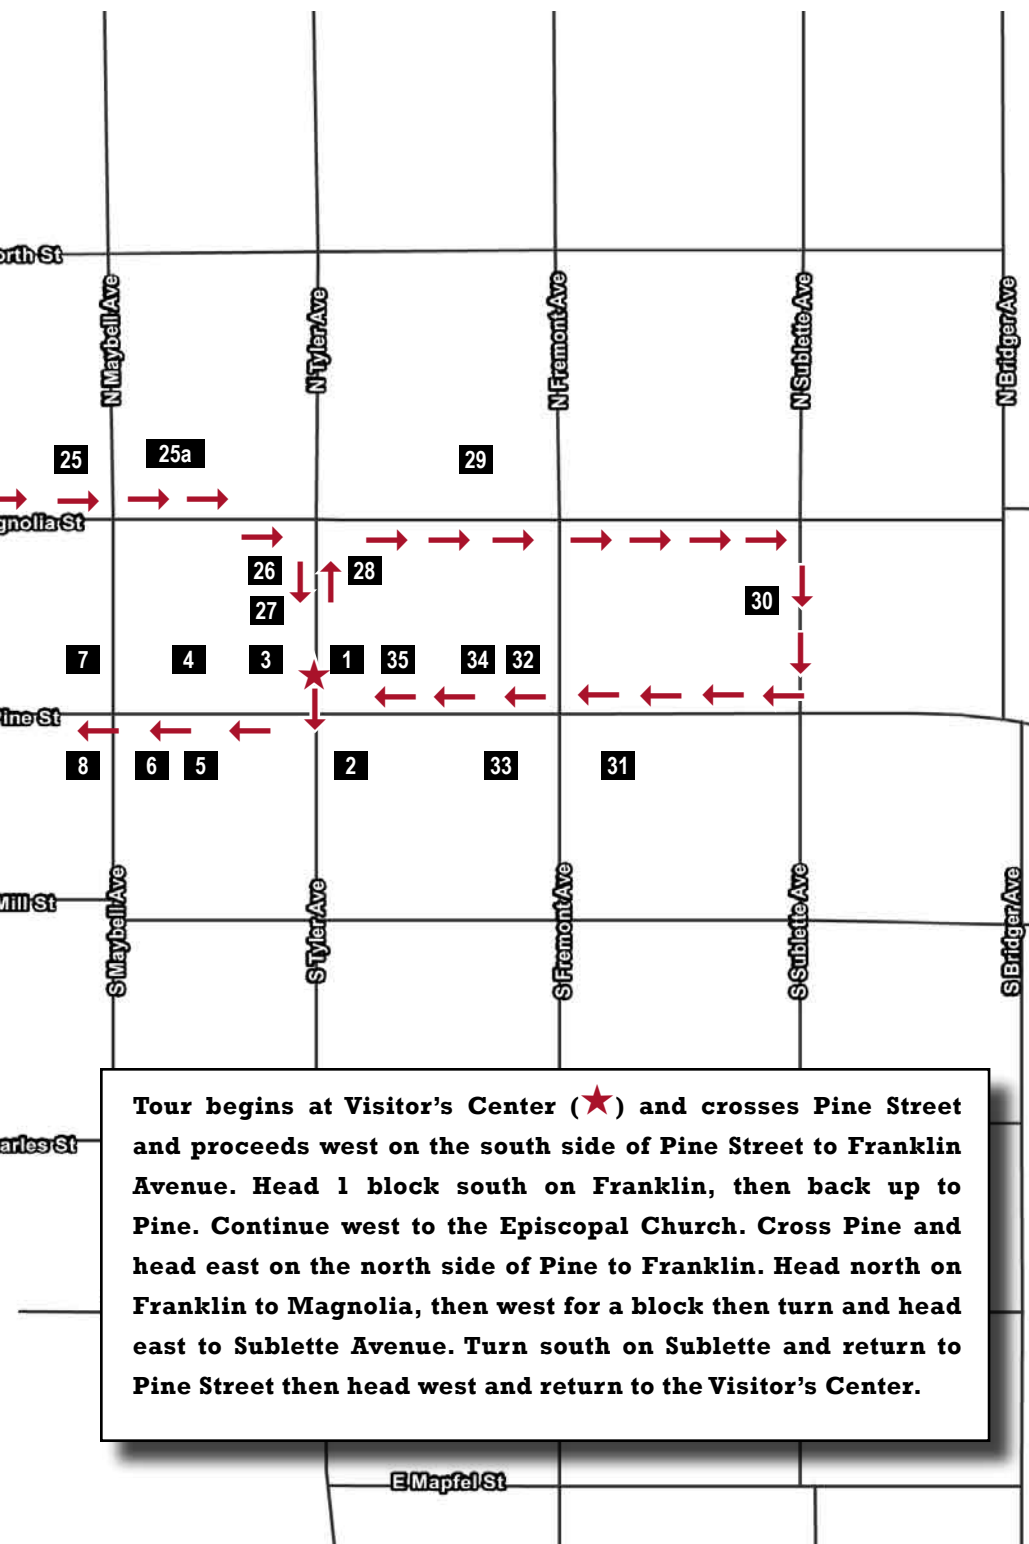 orth St
N Maybell Ave
N Tyler Ave
N Fremont Ave
N Sublette Ave
N Bridger Ave
25
25a
29
gnolia St
26
28
27
30
7
4
3
1
35
34
32
ine St
8
6
5
2
33
31
Mill St
S Maybell Ave
S Tyler Ave
S Fremont Ave
S Sublette Ave
S Bridger Ave
arles St
Tour begins at Visitor's Center (★) and crosses Pine Street
and proceeds west on the south side of Pine Street to Franklin
Avenue. Head 1 block south on Franklin, then back up to
Pine. Continue west to the Episcopal Church. Cross Pine and
head east on the north side of Pine to Franklin. Head north on
Franklin to Magnolia, then west for a block then turn and head
east to Sublette Avenue. Turn south on Sublette and return to
Pine Street then head west and return to the Visitor's Center.
E Mapfel St